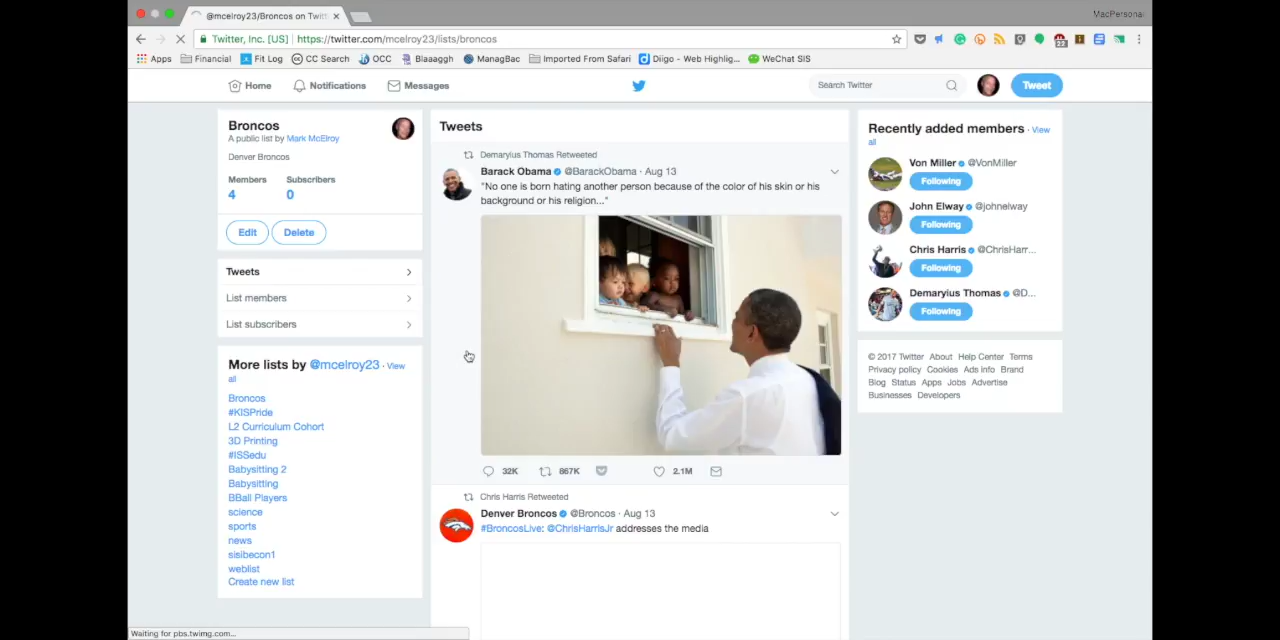 @mcelroy23/Broncos on Twitt
MacPersonal
Twitter, Inc. [US] | https://twitter.com/mcelroy23/lists/broncos
Apps Financial Fit Log CC Search OCC Blaaaggh ManagBac Imported From Safari Diigo - Web Highlig... WeChat SIS
Home Notifications Messages
Search Twitter
Tweet
Broncos
A public list by Mark McElroy
Denver Broncos
Members Subscribers
4 0
Edit Delete
Tweets
List members
List subscribers
More lists by @mcelroy23 · View
all
Broncos
#KISPride
L2 Curriculum Cohort
3D Printing
#ISSedu
Babysitting 2
Babysitting
BBall Players
science
sports
news
sisibecon1
weblist
Create new list
Tweets
Demaryius Thomas Retweeted
Barack Obama @BarackObama · Aug 13
"No one is born hating another person because of the color of his skin or his
background or his religion..."
32K 867K 2.1M
Chris Harris Retweeted
Denver Broncos @Broncos · Aug 13
#BroncosLive: @ChrisHarrisJr addresses the media
Recently added members · View
all
Von Miller @VonMiller
Following
John Elway @johnelway
Following
Chris Harris @ChrisHarr...
Following
Demaryius Thomas @D...
Following
© 2017 Twitter About Help Center Terms
Privacy policy Cookies Ads info Brand
Blog Status Apps Jobs Advertise
Businesses Developers
Waiting for pbs.twimg.com...